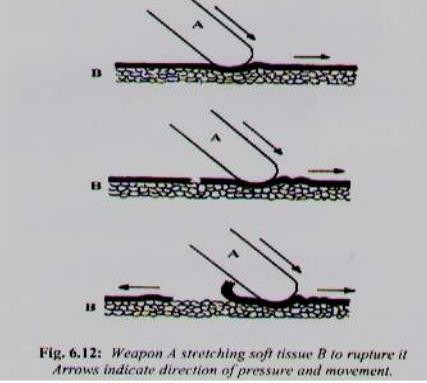 A
B
A
B
A
B
Fig. 6.12: Weapon A stretching soft tissue B to rupture it
Arrows indicate direction of pressure and movement.